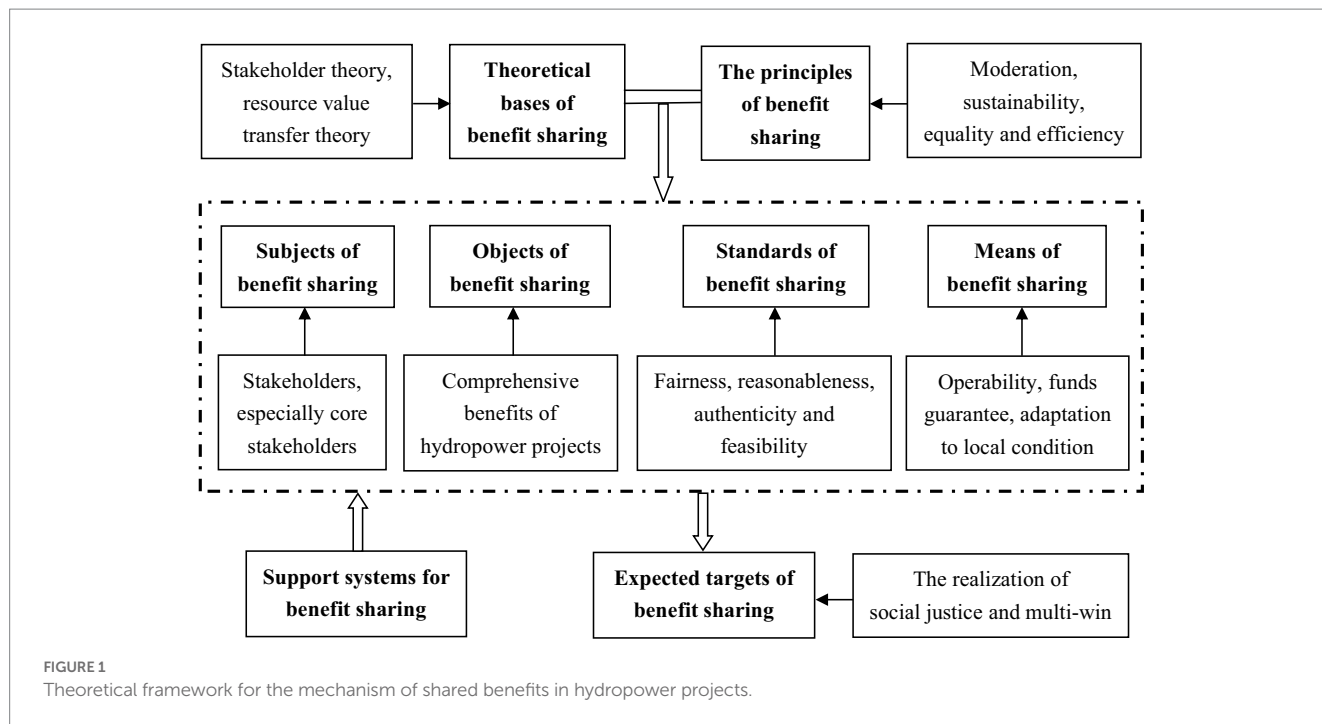 Stakeholder theory,
resource value
transfer theory
Theoretical
bases of
benefit sharing
The principles
of benefit
sharing
Moderation,
sustainability,
equality and efficiency
Subjects of
benefit sharing
Objects of
benefit sharing
Standards of
benefit sharing
Means of
benefit sharing
Stakeholders,
especially core
stakeholders
Comprehensive
benefits of
hydropower projects
Fairness, reasonableness,
authenticity and
feasibility
Operability, funds
guarantee, adaptation
to local condition
Support systems for
benefit sharing
Expected targets of
benefit sharing
The realization of
social justice and multi-win
FIGURE 1
Theoretical framework for the mechanism of shared benefits in hydropower projects.